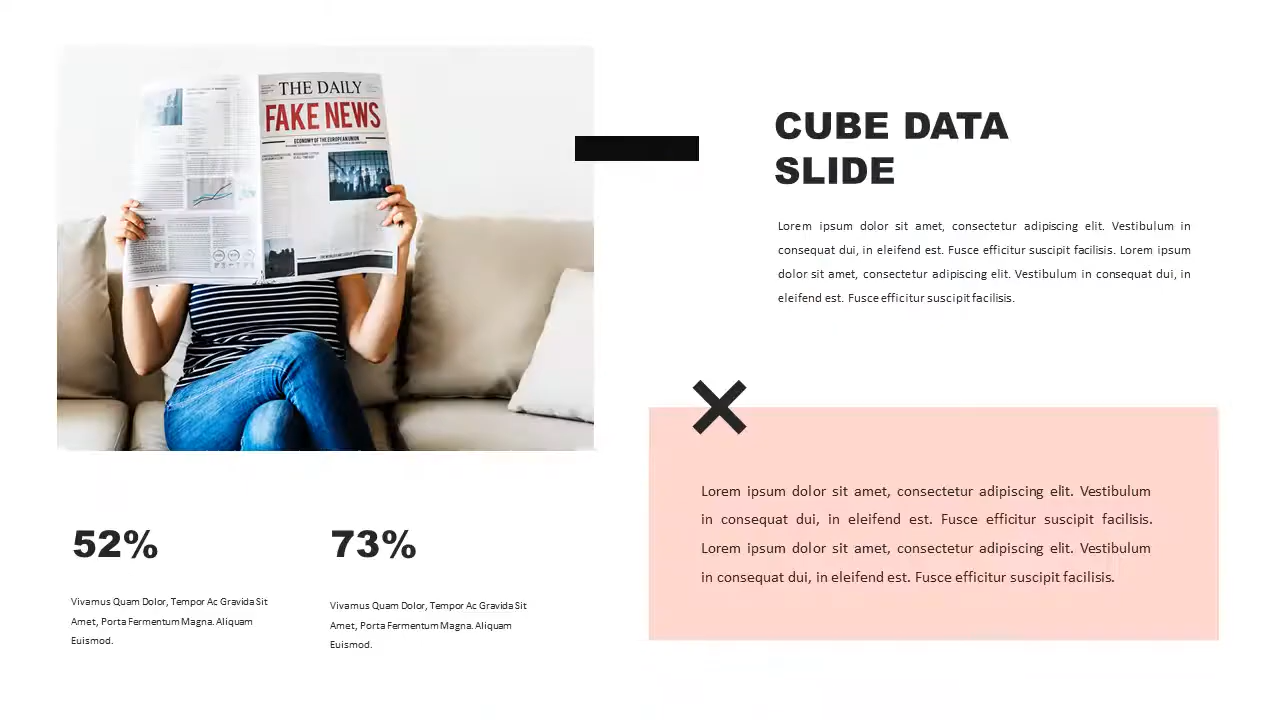 THE DAILY
FAKE NEWS
ECONOMY OF THE EUROPEAN UNION
CUBE DATA
SLIDE
Lorem ipsum dolor sit amet, consectetur adipiscing elit. Vestibulum in
consequat dui, in eleifend est. Fusce efficitur suscipit facilisis. Lorem ipsum
dolor sit amet, consectetur adipiscing elit. Vestibulum in consequat dui, in
eleifend est. Fusce efficitur suscipit facilisis.
Lorem ipsum dolor sit amet, consectetur adipiscing elit. Vestibulum
in consequat dui, in eleifend est. Fusce efficitur suscipit facilisis.
Lorem ipsum dolor sit amet, consectetur adipiscing elit. Vestibulum
in consequat dui, in eleifend est. Fusce efficitur suscipit facilisis.
52%
Vivamus Quam Dolor, Tempor Ac Gravida Sit
Amet, Porta Fermentum Magna. Aliquam
Euismod.
73%
Vivamus Quam Dolor, Tempor Ac Gravida Sit
Amet, Porta Fermentum Magna. Aliquam
Euismod.